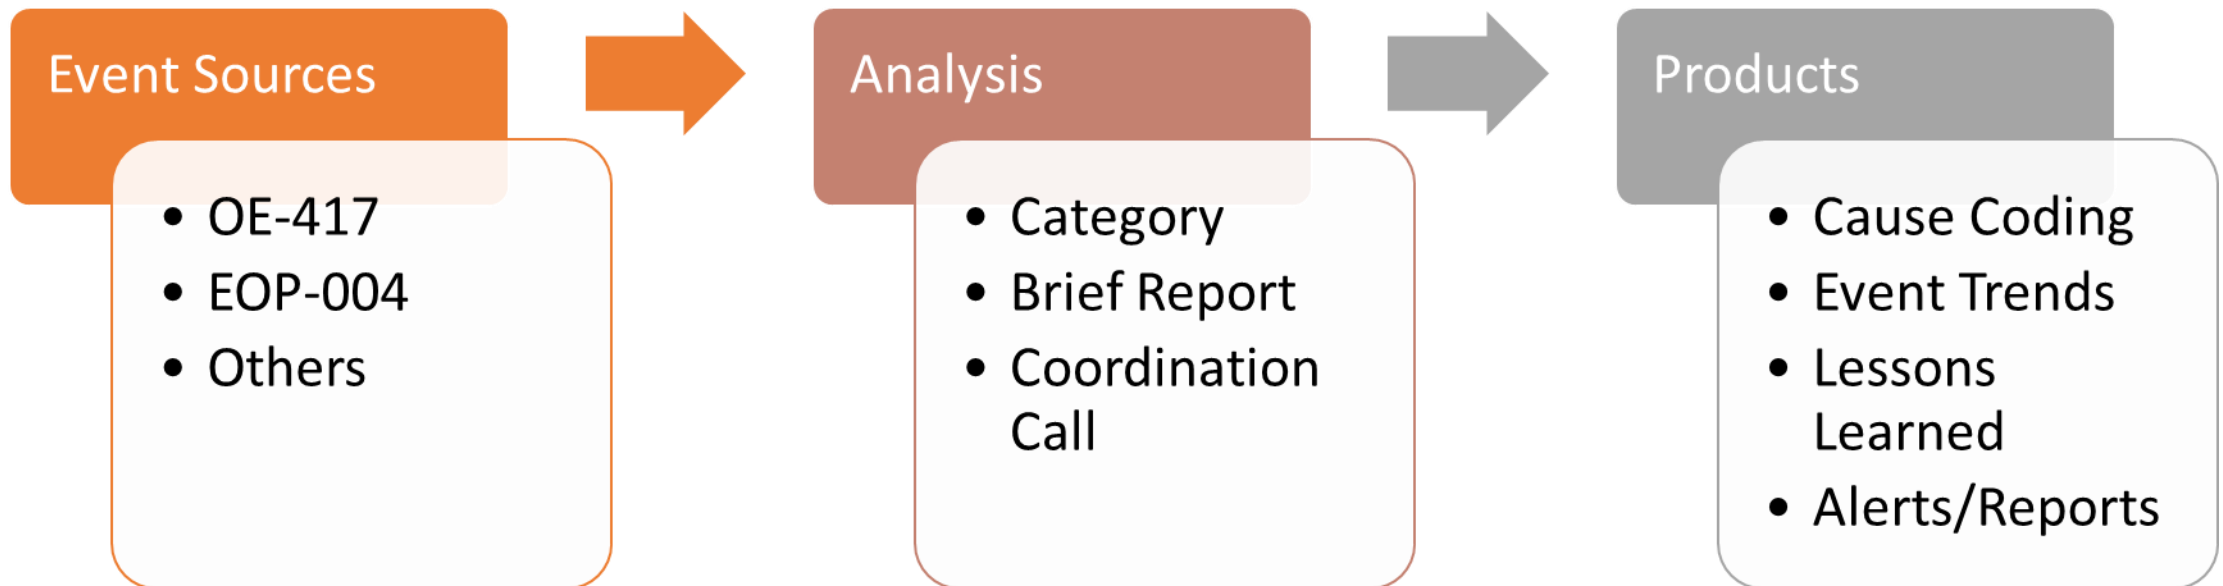 Event Sources
• OE-417
• EOP-004
• Others
Analysis
• Category
• Brief Report
• Coordination
Call
Products
• Cause Coding
• Event Trends
• Lessons
Learned
• Alerts/Reports